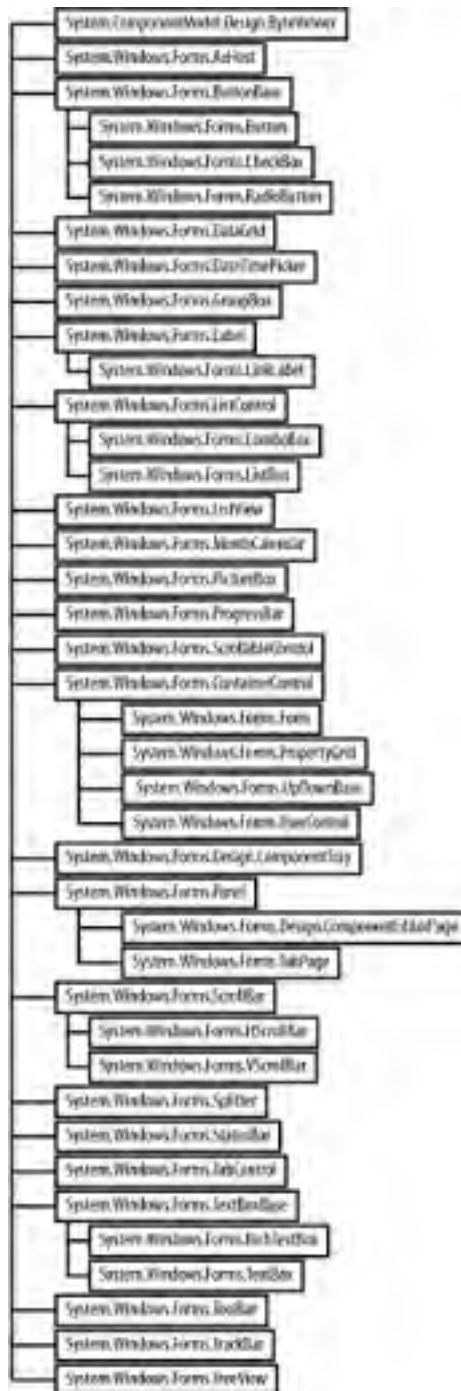 System.ComponentModel.Design.ByteViewer
System.Windows.Forms.AxHost
System.Windows.Forms.ButtonBase
System.Windows.Forms.Button
System.Windows.Forms.CheckBox
System.Windows.Forms.RadioButton
System.Windows.Forms.DataGrid
System.Windows.Forms.DateTimePicker
System.Windows.Forms.GroupBox
System.Windows.Forms.Label
System.Windows.Forms.LinkLabel
System.Windows.Forms.ListControl
System.Windows.Forms.ComboBox
System.Windows.Forms.ListBox
System.Windows.Forms.ListView
System.Windows.Forms.MonthCalendar
System.Windows.Forms.PictureBox
System.Windows.Forms.ProgressBar
System.Windows.Forms.ScrollableControl
System.Windows.Forms.ContainerControl
System.Windows.Forms.Form
System.Windows.Forms.PropertyGrid
System.Windows.Forms.UpDownBase
System.Windows.Forms.UserControl
System.Windows.Forms.Design.ComponentTray
System.Windows.Forms.Panel
System.Windows.Forms.Design.ComponentEditorPage
System.Windows.Forms.TabPage
System.Windows.Forms.ScrollBar
System.Windows.Forms.HScrollBar
System.Windows.Forms.VScrollBar
System.Windows.Forms.Splitter
System.Windows.Forms.StatusBar
System.Windows.Forms.TabControl
System.Windows.Forms.TextBoxBase
System.Windows.Forms.RichTextBox
System.Windows.Forms.TextBox
System.Windows.Forms.ToolBar
System.Windows.Forms.TrackBar
System.Windows.Forms.TreeView